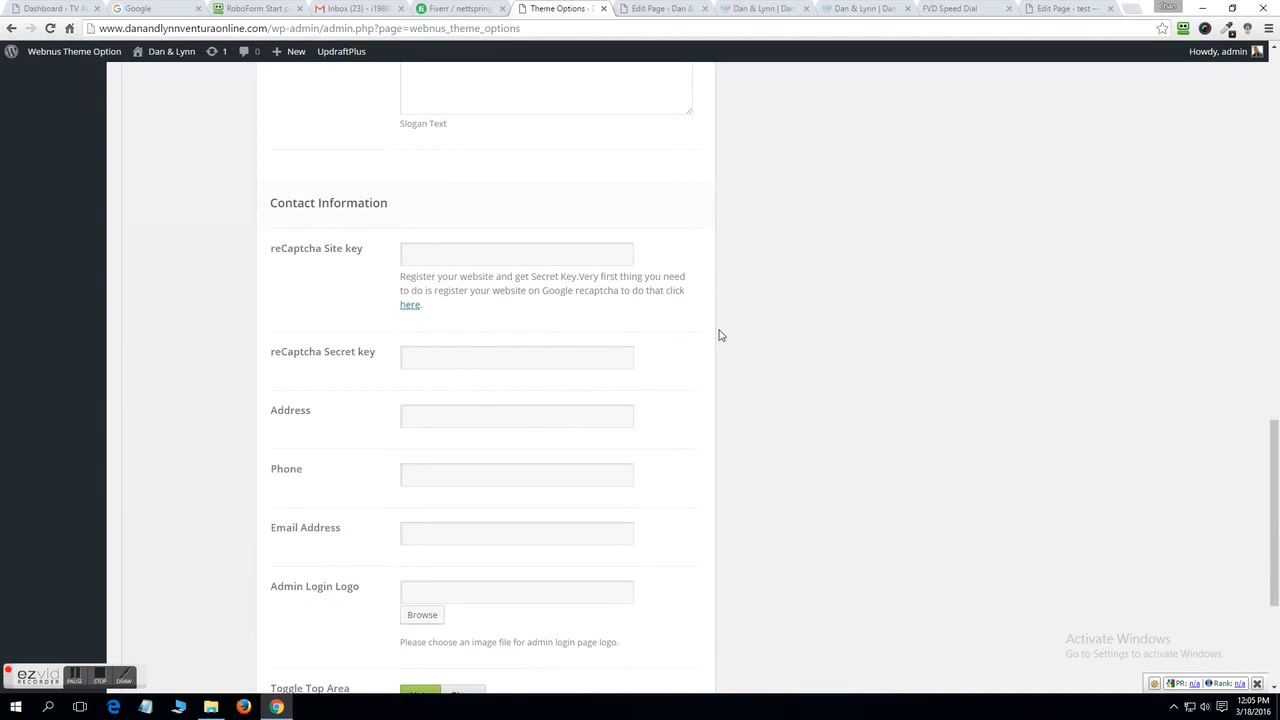 Dashboard ‹ TV A
Google
RoboForm Start p
Inbox (23) - i1988
Fiverr / nettspring
Theme Options ‹ D
Edit Page ‹ Dan &
Dan & Lynn | Dan
Dan & Lynn | Dan
FVD Speed Dial
Edit Page ‹ test —
www.danandlynnventuraonline.com/wp-admin/admin.php?page=webnus_theme_options
Webnus Theme Option
Dan & Lynn
1
0
New
UpdraftPlus
Howdy, admin
Slogan Text
Contact Information
reCaptcha Site key
Register your website and get Secret Key.Very first thing you need
to do is register your website on Google recaptcha to do that click
here.
reCaptcha Secret key
Address
Phone
Email Address
Admin Login Logo
Browse
Please choose an image file for admin login page logo.
Toggle Top Area
Activate Windows
Go to Settings to activate Windows.
ezvid
RECORDER
PAUSE
STOP
DRAW
PR: n/a
Rank: n/a
12:05 PM
3/18/2016